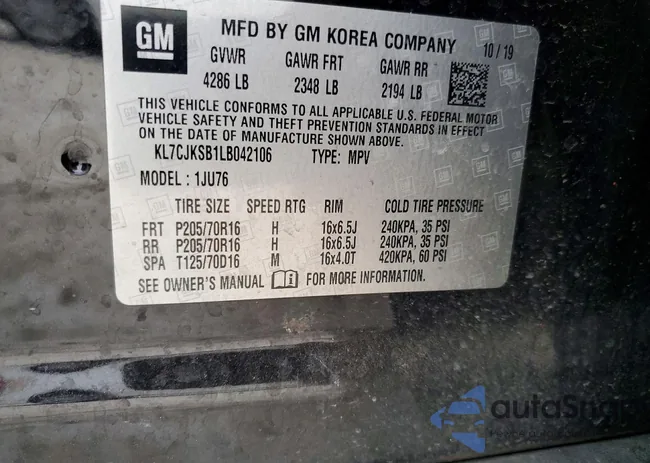 GM
MFD BY GM KOREA COMPANY
10/19
GVWR GAWR FRT GAWR RR
4286 LB 2348 LB 2194 LB
THIS VEHICLE CONFORMS TO ALL APPLICABLE U.S. FEDERAL MOTOR
VEHICLE SAFETY AND THEFT PREVENTION STANDARDS IN EFFECT
ON THE DATE OF MANUFACTURE SHOWN ABOVE.
KL7CJKSB1LB042106 TYPE: MPV
MODEL : 1JU76
TIRE SIZE SPEED RTG RIM COLD TIRE PRESSURE
FRT P205/70R16 H 16x6.5J 240KPA, 35 PSI
RR P205/70R16 H 16x6.5J 240KPA, 35 PSI
SPA T125/70D16 M 16x4.0T 420KPA, 60 PSI
SEE OWNER'S MANUAL FOR MORE INFORMATION.